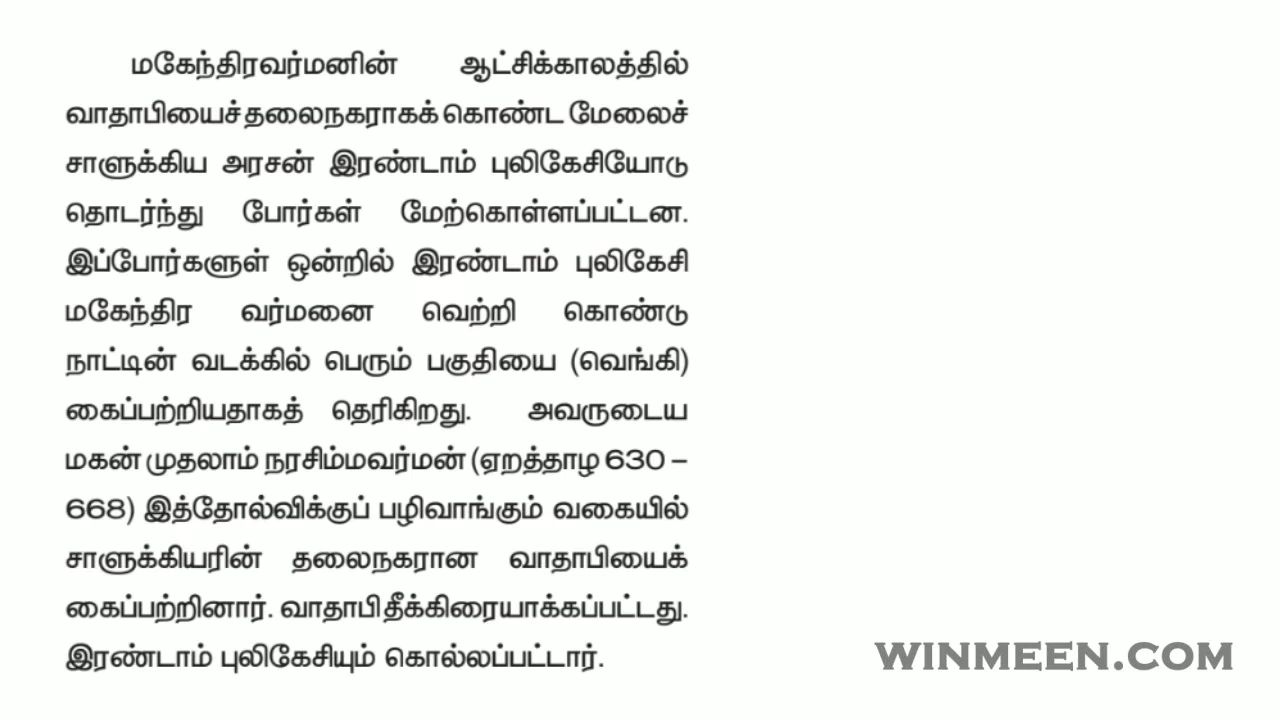 மகேந்திரவர்மனின் ஆட்சிக்காலத்தில்
வாதாபியைச் தலைநகராகக் கொண்ட மேலைச்
சாளுக்கிய அரசன் இரண்டாம் புலிகேசியோடு
தொடர்ந்து போர்கள் மேற்கொள்ளப்பட்டன.
இப்போர்களுள் ஒன்றில் இரண்டாம் புலிகேசி
மகேந்திர வர்மனை வெற்றி கொண்டு
நாட்டின் வடக்கில் பெரும் பகுதியை (வெங்கி)
கைப்பற்றியதாகத் தெரிகிறது. அவருடைய
மகன் முதலாம் நரசிம்மவர்மன் (ஏறத்தாழ 630 –
668) இத்தோல்விக்குப் பழிவாங்கும் வகையில்
சாளுக்கியரின் தலைநகரான வாதாபியைக்
கைப்பற்றினார். வாதாபி தீக்கிரையாக்கப்பட்டது.
இரண்டாம் புலிகேசியும் கொல்லப்பட்டார்.
WINMEEN.COM